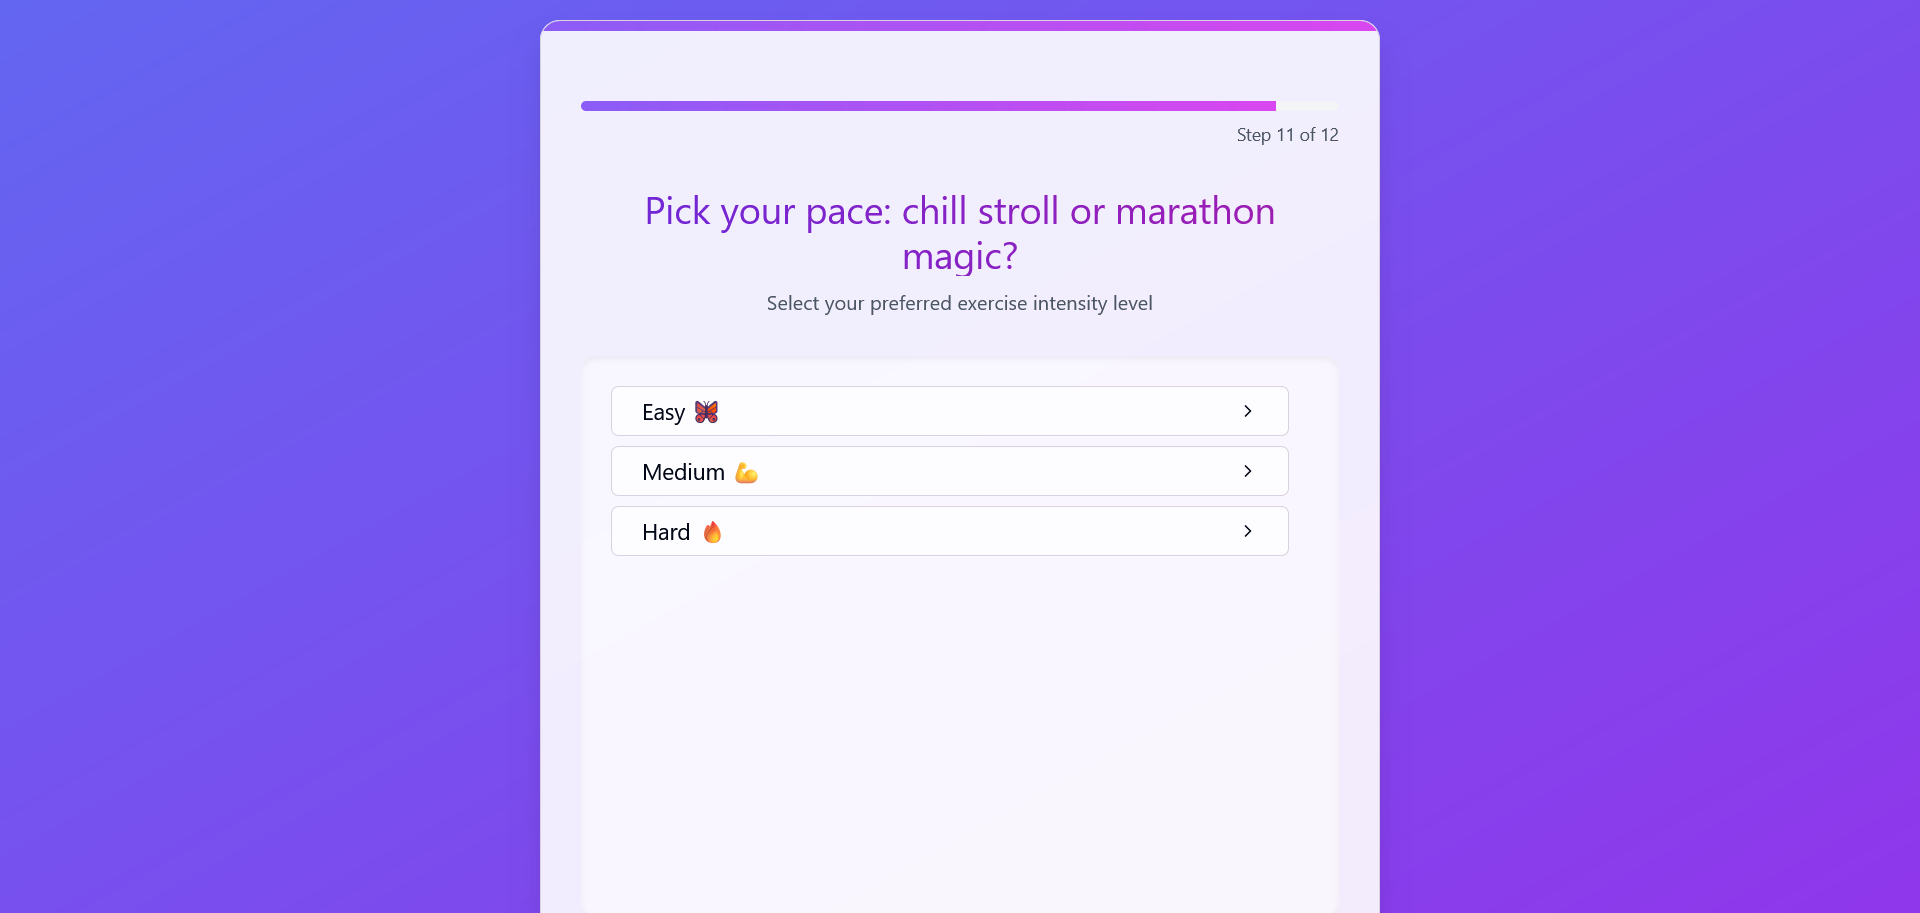 Step 11 of 12
Pick your pace: chill stroll or marathon
magic?
Select your preferred exercise intensity level
Easy 🦋
Medium 💪
Hard 🔥